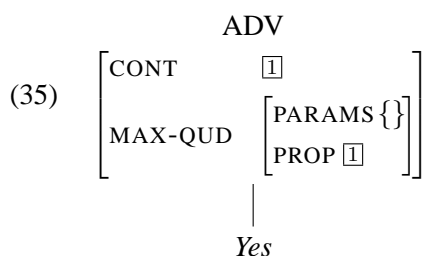 ADV
(35)
CONT 1
MAX-QUD
PARAMS {}
PROP 1
Yes